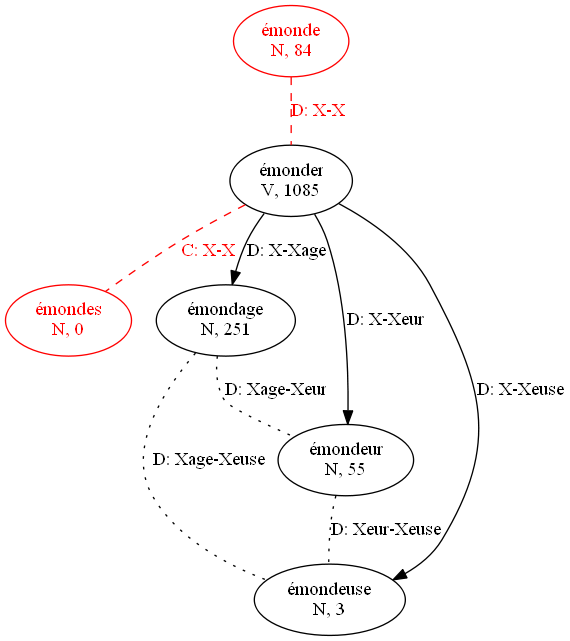 émonde
N, 84
D: X-X
émonder
V, 1085
C: X-X
D: X-Xage
émondes
N, 0
émondage
N, 251
D: X-Xeur
D: Xage-Xeur
D: X-Xeuse
émondeur
N, 55
D: Xage-Xeuse
D: Xeur-Xeuse
émondeuse
N, 3